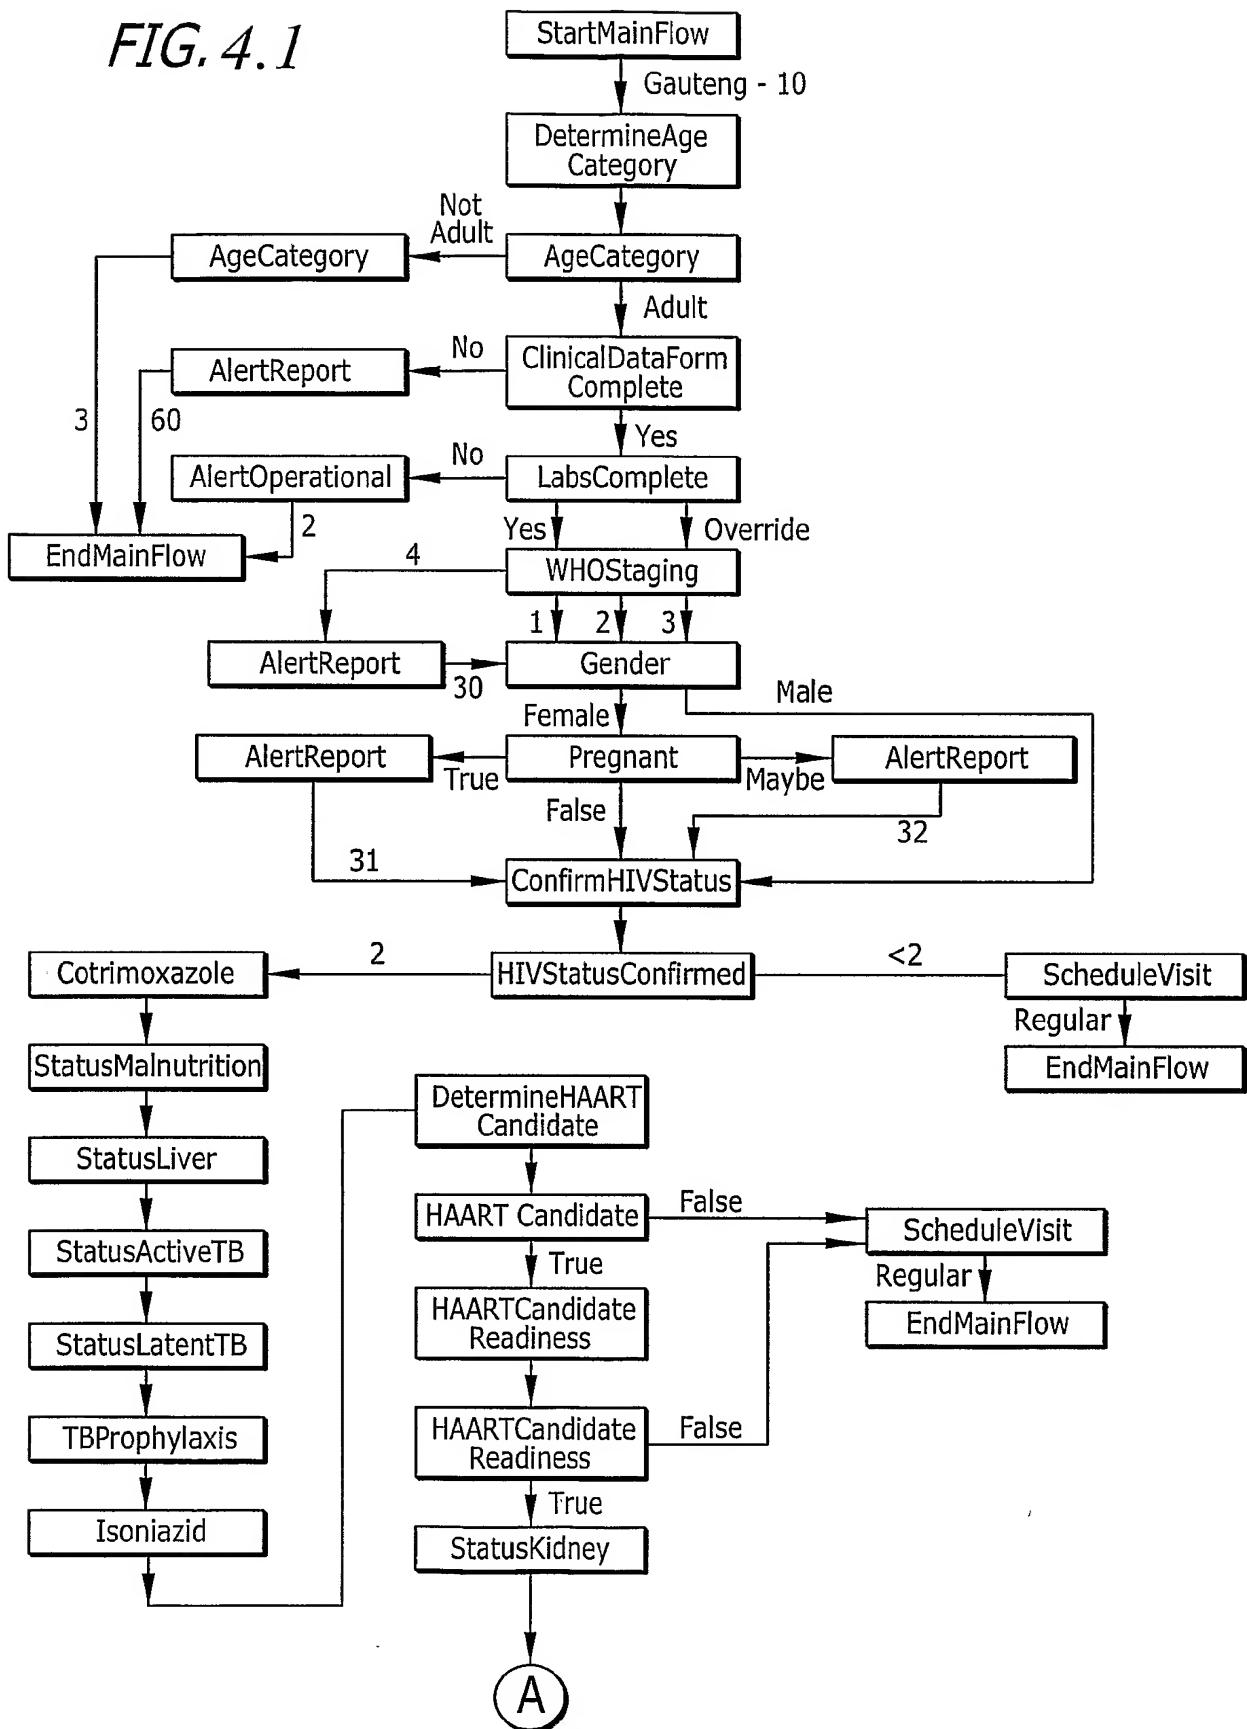 FIG. 4.1
StartMainFlow
Gauteng - 10
DetermineAge
Category
Not
Adult
AgeCategory
AgeCategory
Adult
No
ClinicalDataForm
Complete
AlertReport
3
60
Yes
No
AlertOperational
LabsComplete
2
Yes
Override
EndMainFlow
4
WHOStaging
1
2
3
AlertReport
30
Gender
Male
Female
AlertReport
True
Pregnant
Maybe
AlertReport
False
32
31
ConfirmHIVStatus
Cotrimoxazole
2
HIVStatusConfirmed
<2
ScheduleVisit
Regular
EndMainFlow
StatusMalnutrition
StatusLiver
StatusActiveTB
StatusLatentTB
TBProphylaxis
Isoniazid
DetermineHAART
Candidate
HAART Candidate
False
ScheduleVisit
True
Regular
EndMainFlow
HAARTCandidate
Readiness
HAARTCandidate
Readiness
False
True
StatusKidney
A